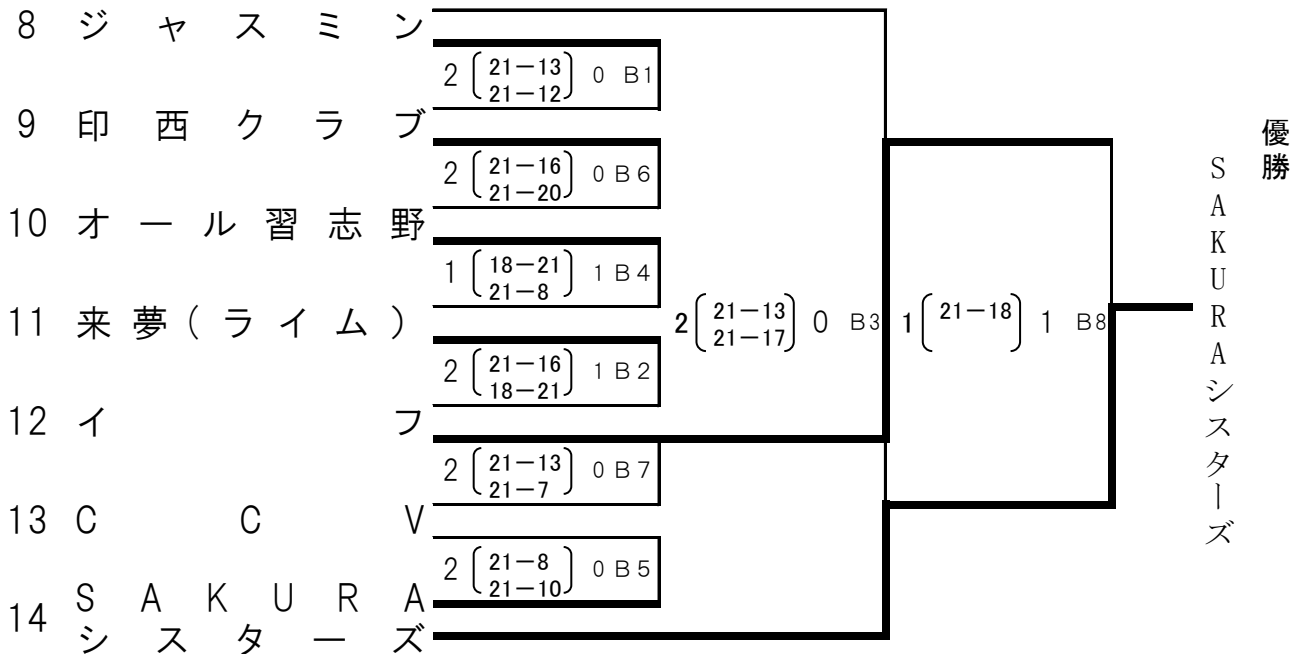 8 ジャスミン
2 21－13 0 B1
21－12
9 印西クラブ
2 21－16 0 B6
21－20
10 オール習志野
1 18－21 1 B4
21－8
11 来夢(ライム)
2 21－13 0 B3
21－17
1 21－18 1 B8
2 21－16 1 B2
18－21
12 イフ
2 21－13 0 B7
21－7
13 CCV
2 21－8 0 B5
21－10
14 SAKURA
シスターズ
優勝
SAKURAシスターズ